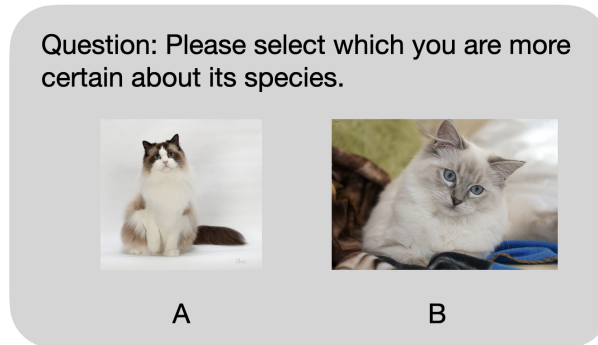 Question: Please select which you are more
certain about its species.
A
B